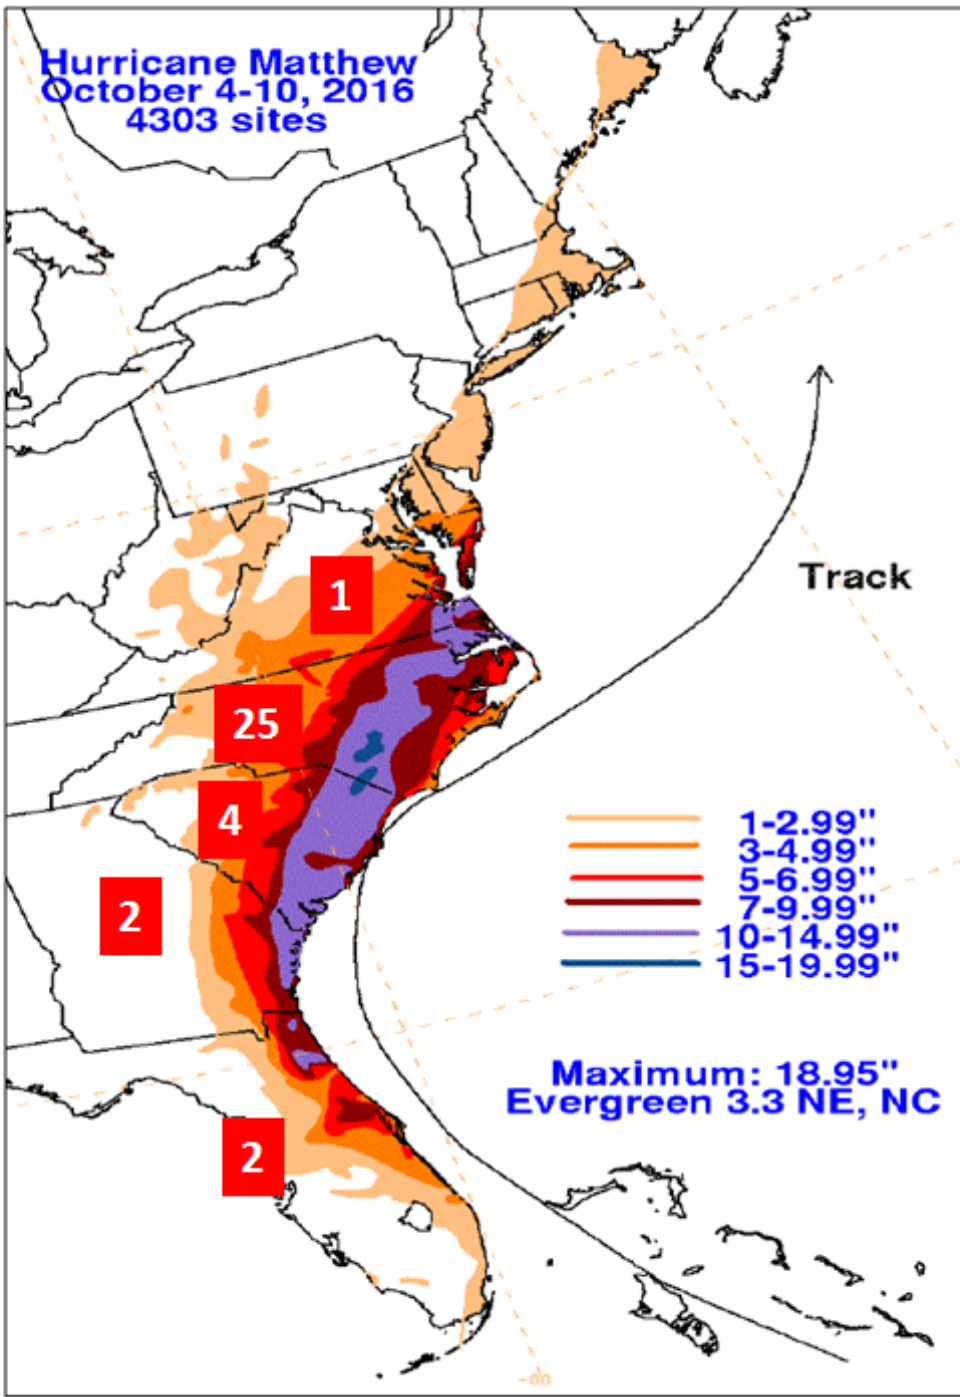 Hurricane Matthew
October 4-10, 2016
4303 sites
Track
1
25
4
2
2
1-2.99"
3-4.99"
5-6.99"
7-9.99"
10-14.99"
15-19.99"
Maximum: 18.95"
Evergreen 3.3 NE, NC